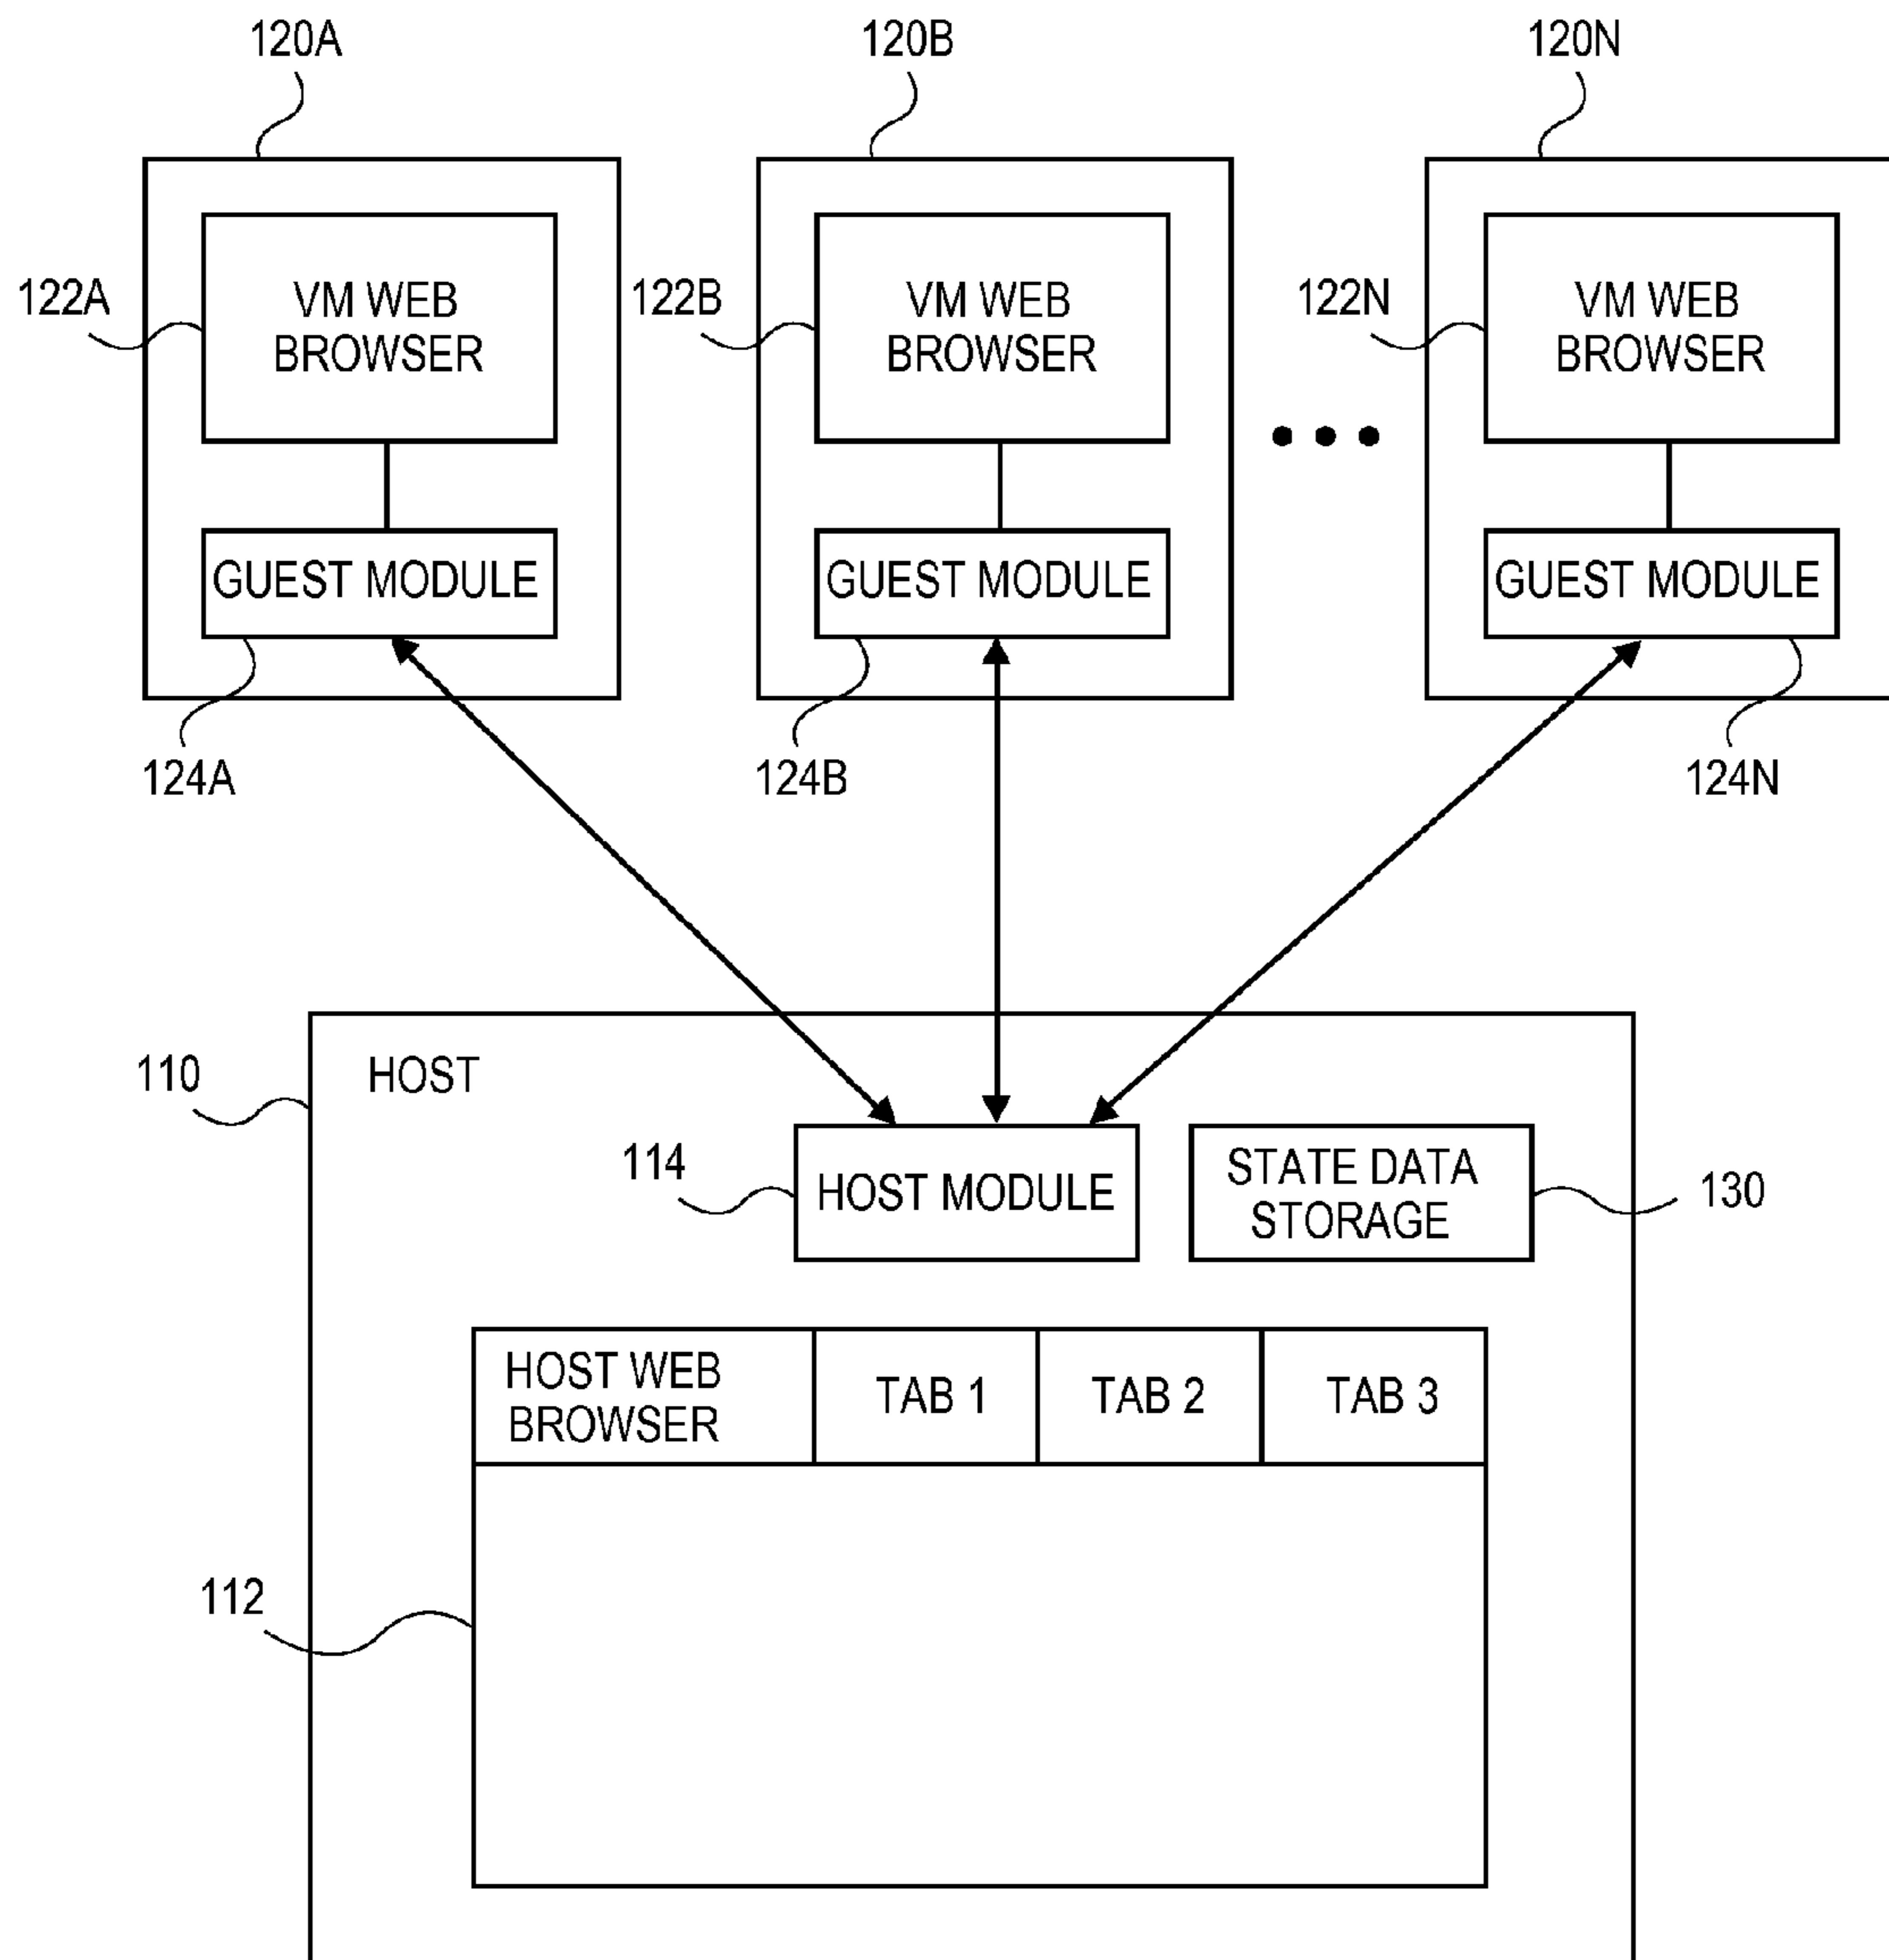 120A
120B
120N
122A
VM WEB
BROWSER
122B
VM WEB
BROWSER
122N
VM WEB
BROWSER
GUEST MODULE
GUEST MODULE
GUEST MODULE
124A
124B
124N
110
HOST
114
HOST MODULE
STATE DATA
STORAGE
130
HOST WEB
BROWSER
TAB 1
TAB 2
TAB 3
112